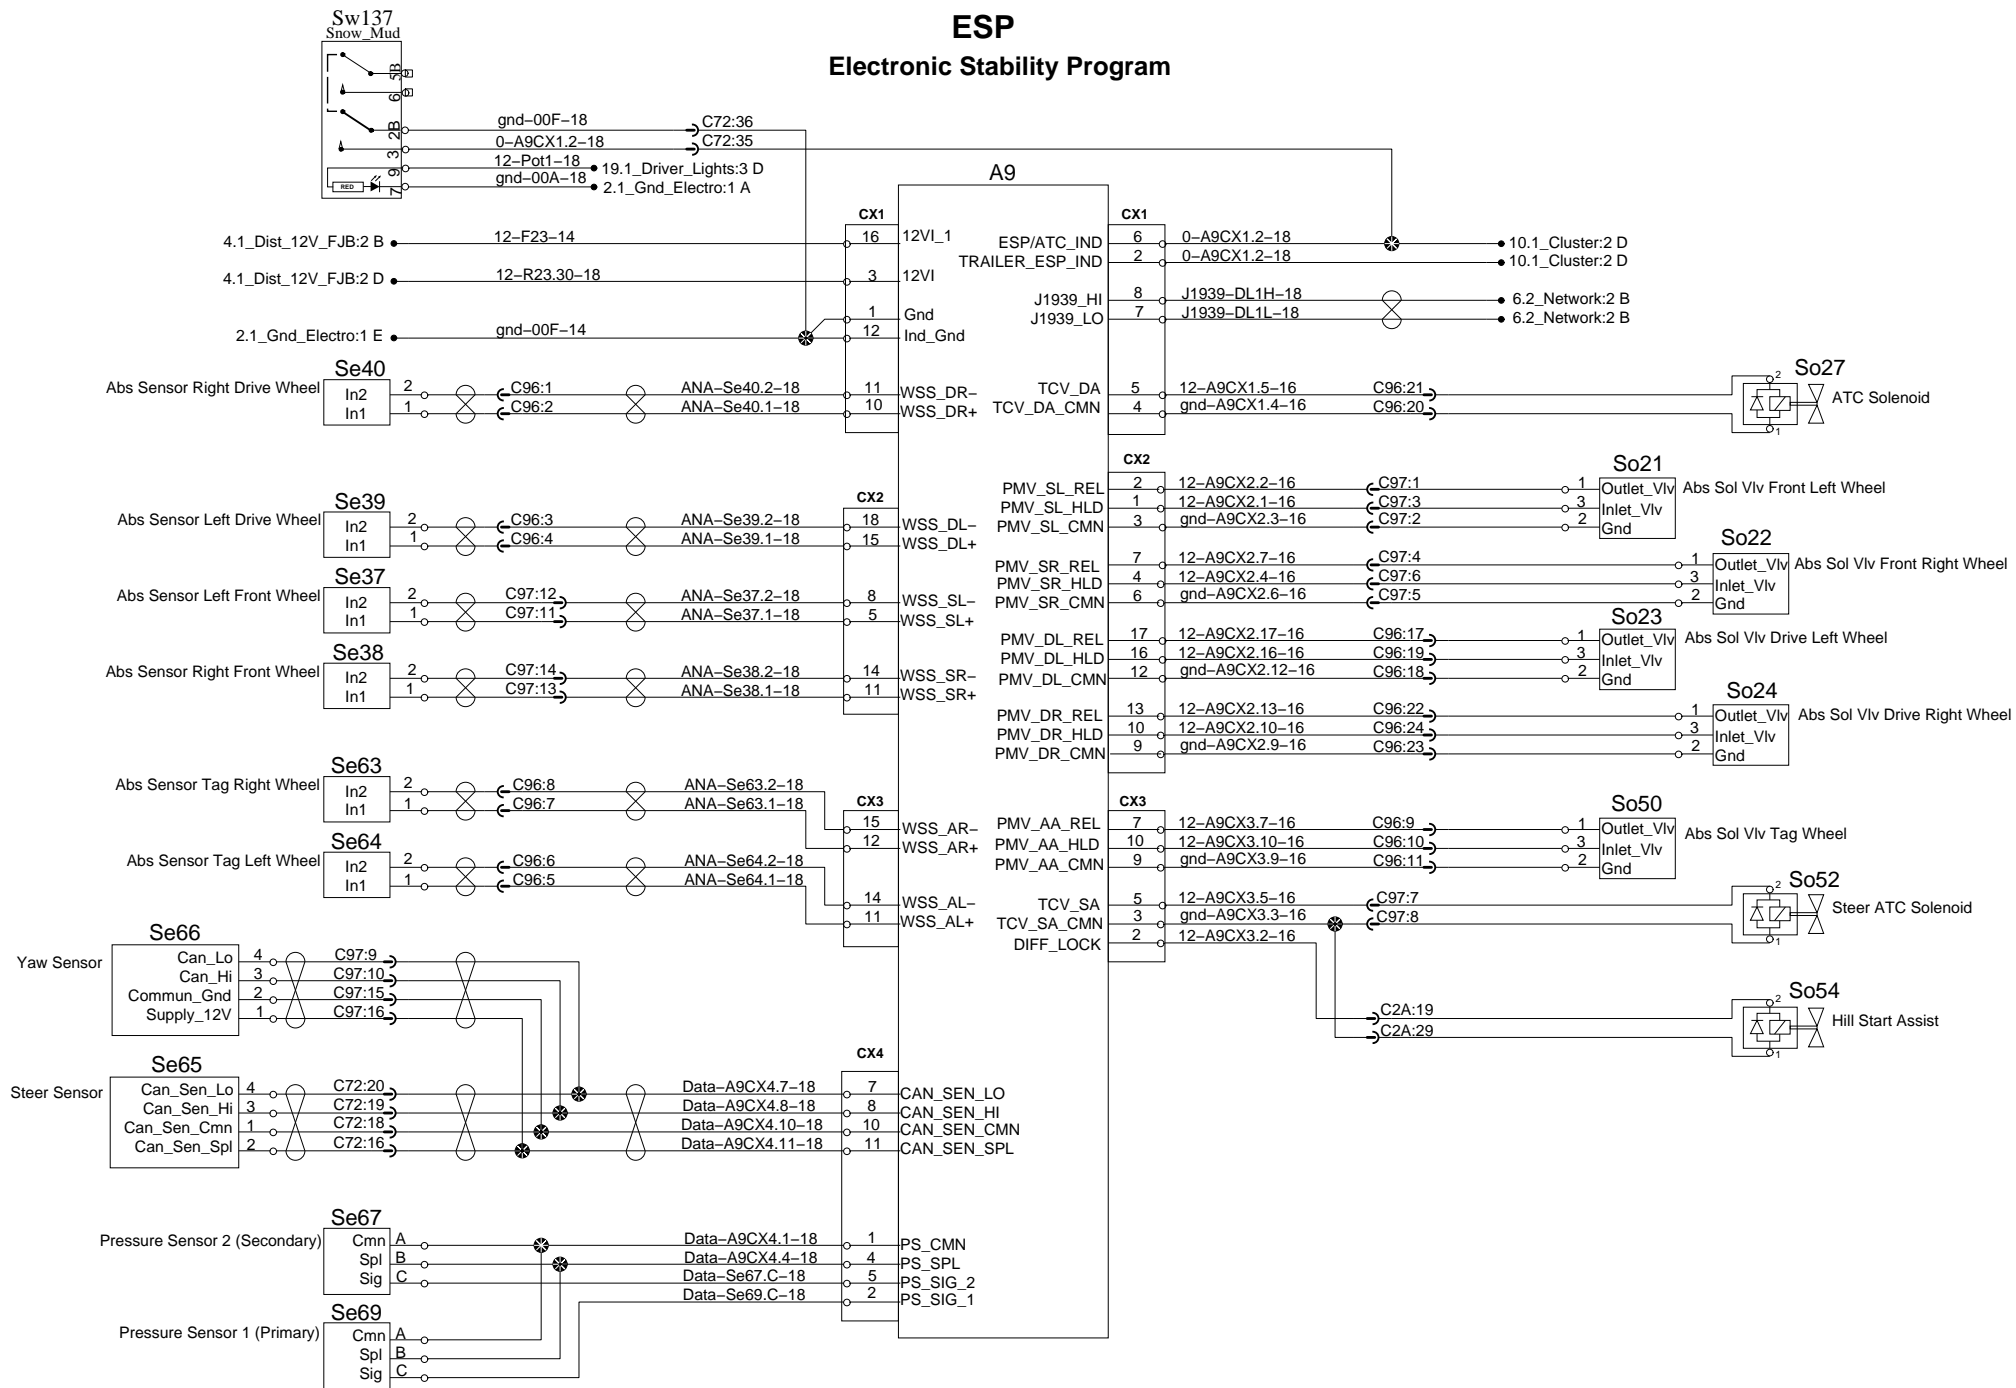 ESP
Electronic Stability Program
Sw137
Snow_Mud
5B
6
2B
3
9
7
RED
gnd−00F−18
C72:36
0−A9CX1.2−18
C72:35
12−Pot1−18
19.1_Driver_Lights:3 D
gnd−00A−18
2.1_Gnd_Electro:1 A
A9
CX1
4.1_Dist_12V_FJB:2 B 12−F23−14 16 12VI_1
4.1_Dist_12V_FJB:2 D 12−R23.30−18 3 12VI
1 Gnd
2.1_Gnd_Electro:1 E gnd−00F−14 12 Ind_Gnd
Se40
Abs Sensor Right Drive Wheel
In2 2 C96:1 ANA−Se40.2−18 11 WSS_DR−
In1 1 C96:2 ANA−Se40.1−18 10 WSS_DR+
CX2
Se39
Abs Sensor Left Drive Wheel
In2 2 C96:3 ANA−Se39.2−18 18 WSS_DL−
In1 1 C96:4 ANA−Se39.1−18 15 WSS_DL+
Se37
Abs Sensor Left Front Wheel
In2 2 C97:12 ANA−Se37.2−18 8 WSS_SL−
In1 1 C97:11 ANA−Se37.1−18 5 WSS_SL+
Se38
Abs Sensor Right Front Wheel
In2 2 C97:14 ANA−Se38.2−18 14 WSS_SR−
In1 1 C97:13 ANA−Se38.1−18 11 WSS_SR+
Se63
Abs Sensor Tag Right Wheel
In2 2 C96:8 ANA−Se63.2−18
In1 1 C96:7 ANA−Se63.1−18
CX3
15 WSS_AR−
12 WSS_AR+
Se64
Abs Sensor Tag Left Wheel
In2 2 C96:6 ANA−Se64.2−18
In1 1 C96:5 ANA−Se64.1−18
14 WSS_AL−
11 WSS_AL+
Se66
Yaw Sensor
Can_Lo 4 C97:9
Can_Hi 3 C97:10
Commun_Gnd 2 C97:15
Supply_12V 1 C97:16
CX4
Se65
Steer Sensor
Can_Sen_Lo 4 C72:20 Data−A9CX4.7−18 7 CAN_SEN_LO
Can_Sen_Hi 3 C72:19 Data−A9CX4.8−18 8 CAN_SEN_HI
Can_Sen_Cmn 1 C72:18 Data−A9CX4.10−18 10 CAN_SEN_CMN
Can_Sen_Spl 2 C72:16 Data−A9CX4.11−18 11 CAN_SEN_SPL
Se67
Pressure Sensor 2 (Secondary)
Cmn A Data−A9CX4.1−18 1 PS_CMN
Spl B Data−A9CX4.4−18 4 PS_SPL
Sig C Data−Se67.C−18 5 PS_SIG_2
Data−Se69.C−18 2 PS_SIG_1
Se69
Pressure Sensor 1 (Primary)
Cmn A
Spl B
Sig C
CX1
ESP/ATC_IND 6 0−A9CX1.2−18 10.1_Cluster:2 D
TRAILER_ESP_IND 2 0−A9CX1.2−18 10.1_Cluster:2 D
J1939_HI 8 J1939−DL1H−18 6.2_Network:2 B
J1939_LO 7 J1939−DL1L−18 6.2_Network:2 B
So27
TCV_DA 5 12−A9CX1.5−16 C96:21 2
TCV_DA_CMN 4 gnd−A9CX1.4−16 C96:20 1
ATC Solenoid
CX2
So21
PMV_SL_REL 2 12−A9CX2.2−16 C97:1 1 Outlet_Vlv
PMV_SL_HLD 1 12−A9CX2.1−16 C97:3 3 Inlet_Vlv
PMV_SL_CMN 3 gnd−A9CX2.3−16 C97:2 2 Gnd
Abs Sol Vlv Front Left Wheel
So22
PMV_SR_REL 7 12−A9CX2.7−16 C97:4 1 Outlet_Vlv
PMV_SR_HLD 4 12−A9CX2.4−16 C97:6 3 Inlet_Vlv
PMV_SR_CMN 6 gnd−A9CX2.6−16 C97:5 2 Gnd
Abs Sol Vlv Front Right Wheel
So23
PMV_DL_REL 17 12−A9CX2.17−16 C96:17 1 Outlet_Vlv
PMV_DL_HLD 16 12−A9CX2.16−16 C96:19 3 Inlet_Vlv
PMV_DL_CMN 12 gnd−A9CX2.12−16 C96:18 2 Gnd
Abs Sol Vlv Drive Left Wheel
So24
PMV_DR_REL 13 12−A9CX2.13−16 C96:22 1 Outlet_Vlv
PMV_DR_HLD 10 12−A9CX2.10−16 C96:24 3 Inlet_Vlv
PMV_DR_CMN 9 gnd−A9CX2.9−16 C96:23 2 Gnd
Abs Sol Vlv Drive Right Wheel
CX3
So50
PMV_AA_REL 7 12−A9CX3.7−16 C96:9 1 Outlet_Vlv
PMV_AA_HLD 10 12−A9CX3.10−16 C96:10 3 Inlet_Vlv
PMV_AA_CMN 9 gnd−A9CX3.9−16 C96:11 2 Gnd
Abs Sol Vlv Tag Wheel
So52
TCV_SA 5 12−A9CX3.5−16 C97:7 2
TCV_SA_CMN 3 gnd−A9CX3.3−16 C97:8 1
Steer ATC Solenoid
DIFF_LOCK 2 12−A9CX3.2−16
So54
C2A:19 2
C2A:29 1
Hill Start Assist